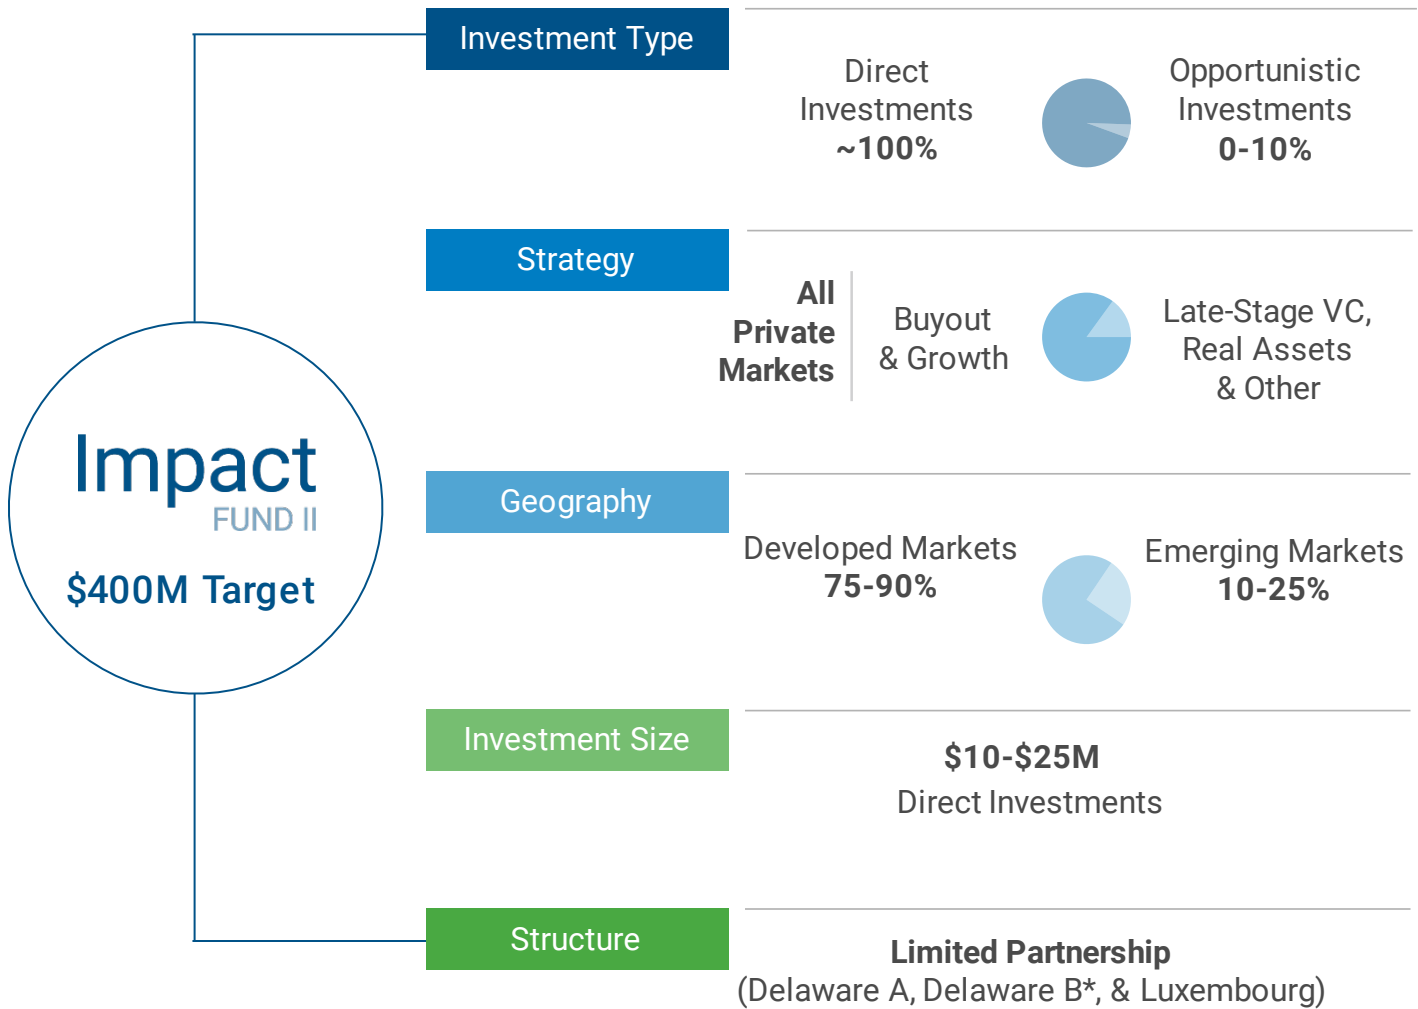 Impact
FUND II
$400M Target
Investment Type
Direct
Investments
~100%
Opportunistic
Investments
0-10%
Strategy
All
Private
Markets
Buyout
& Growth
Late-Stage VC,
Real Assets
& Other
Geography
Developed Markets
75-90%
Emerging Markets
10-25%
Investment Size
$10-$25M
Direct Investments
Structure
Limited Partnership
(Delaware A, Delaware B*, & Luxembourg)